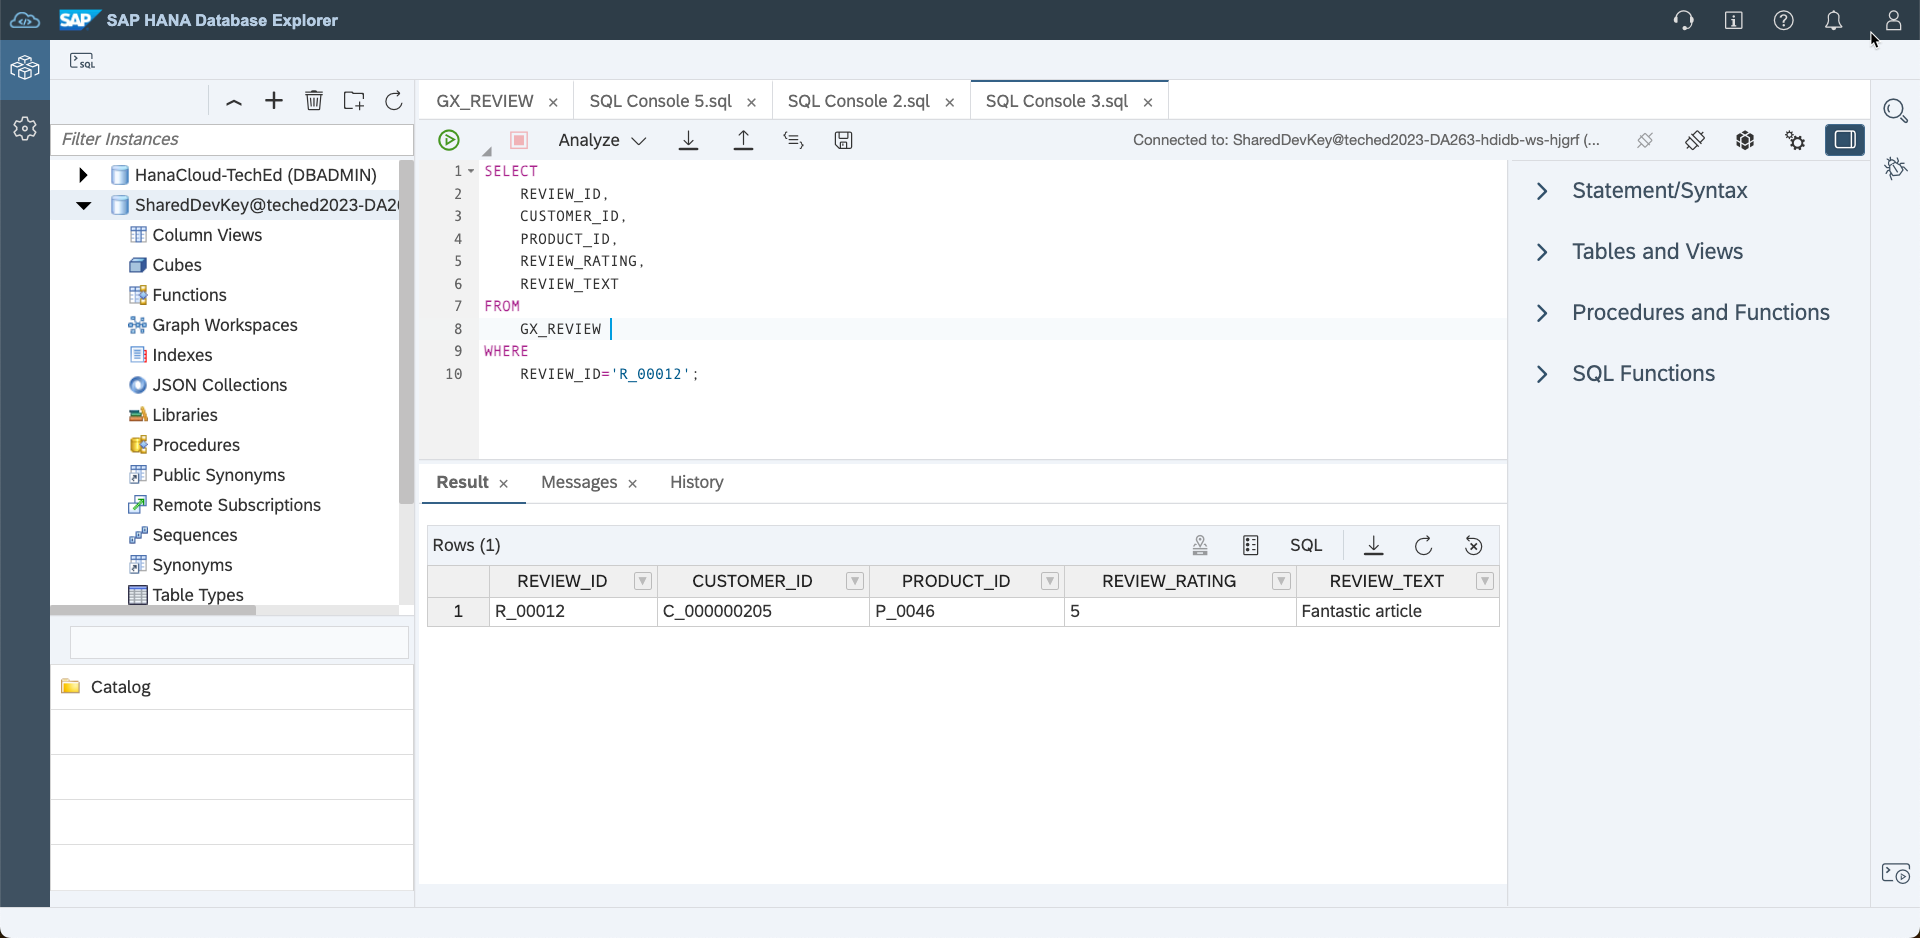 SAP SAP HANA Database Explorer
SQL
Filter Instances
HanaCloud-TechEd (DBADMIN)
SharedDevKey@teched2023-DA2
Column Views
Cubes
Functions
Graph Workspaces
Indexes
JSON Collections
Libraries
Procedures
Public Synonyms
Remote Subscriptions
Sequences
Synonyms
Table Types
Catalog
GX_REVIEW × SQL Console 5.sql × SQL Console 2.sql × SQL Console 3.sql ×
Analyze Connected to: SharedDevKey@teched2023-DA263-hdidb-ws-hjgrf (...
1 SELECT
2 REVIEW_ID,
3 CUSTOMER_ID,
4 PRODUCT_ID,
5 REVIEW_RATING,
6 REVIEW_TEXT
7 FROM
8 GX_REVIEW
9 WHERE
10 REVIEW_ID='R_00012';
Result × Messages × History
Rows (1) SQL
REVIEW_ID CUSTOMER_ID PRODUCT_ID REVIEW_RATING REVIEW_TEXT
1 R_00012 C_000000205 P_0046 5 Fantastic article
Statement/Syntax
Tables and Views
Procedures and Functions
SQL Functions